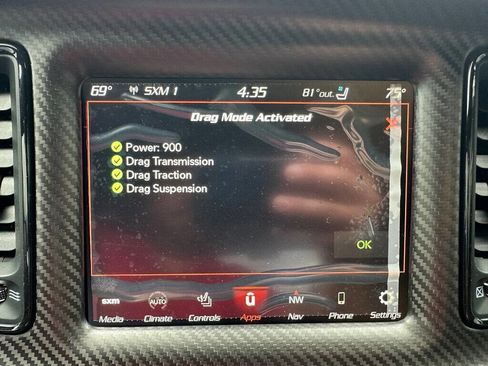 69° SXM 1 4:35 81°out. 75°
Drag Mode Activated
Power: 900
Drag Transmission
Drag Traction
Drag Suspension
OK
sxm AUTO û NW
Media Climate Controls Apps Nav Phone Settings